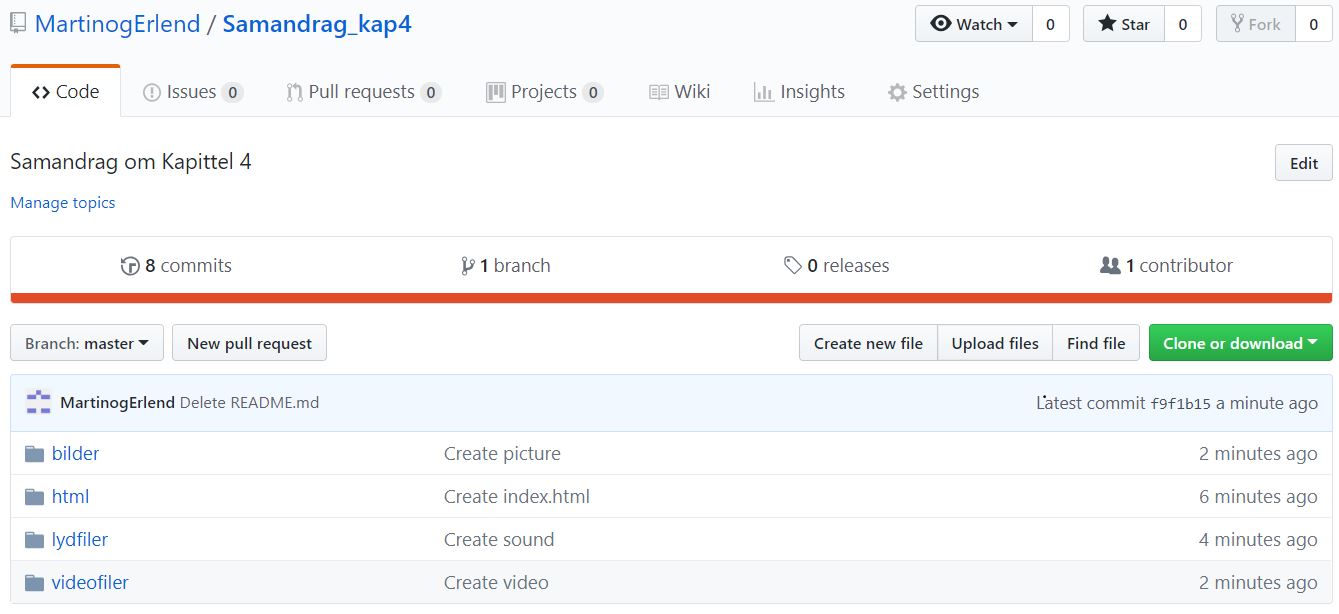 MartinogErlend / Samandrag_kap4 Watch 0 Star 0 Fork 0
Code Issues 0 Pull requests 0 Projects 0 Wiki Insights Settings
Samandrag om Kapittel 4 Edit
Manage topics
8 commits 1 branch 0 releases 1 contributor
Branch: master New pull request Create new file Upload files Find file Clone or download
MartinogErlend Delete README.md Latest commit f9f1b15 a minute ago
bilder Create picture 2 minutes ago
html Create index.html 6 minutes ago
lydfiler Create sound 4 minutes ago
videofiler Create video 2 minutes ago